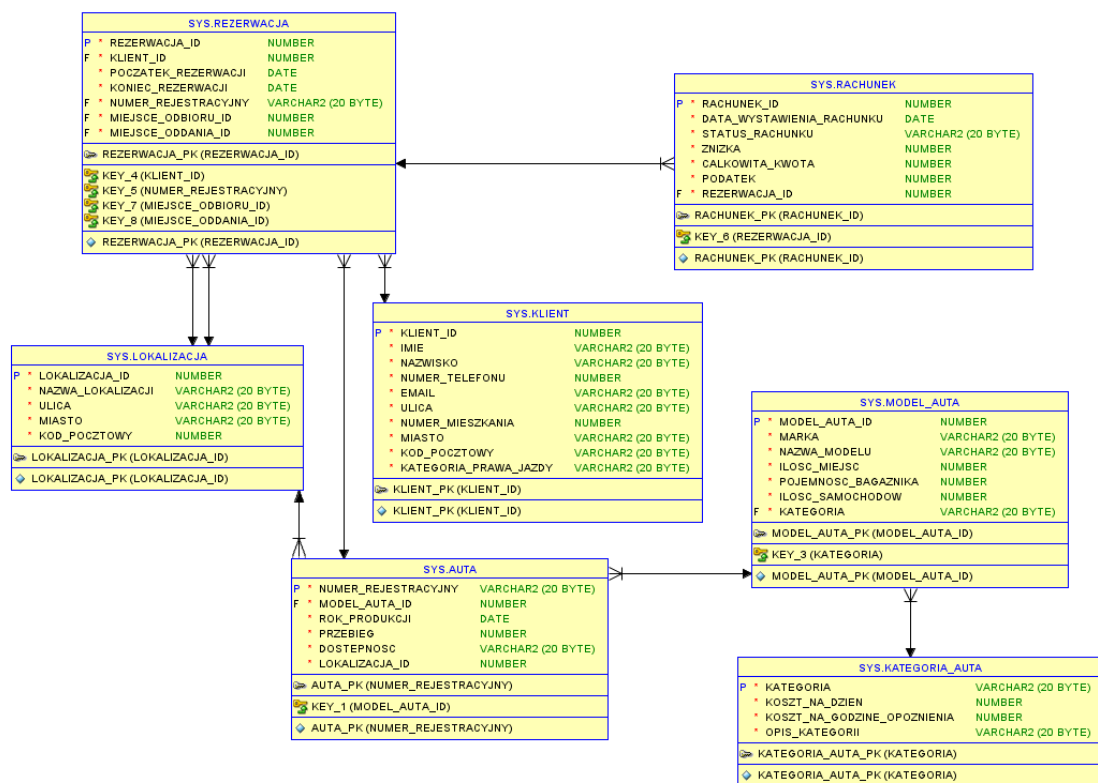 SYS.REZERWACJA
P * REZERWACJA_ID NUMBER
F * KLIENT_ID NUMBER
* POCZATEK_REZERWACJI DATE
* KONIEC_REZERWACJI DATE
F * NUMER_REJESTRACYJNY VARCHAR2 (20 BYTE)
F * MIEJSCE_ODBIORU_ID NUMBER
F * MIEJSCE_ODDANIA_ID NUMBER
REZERWACJA_PK (REZERWACJA_ID)
KEY_4 (KLIENT_ID)
KEY_5 (NUMER_REJESTRACYJNY)
KEY_7 (MIEJSCE_ODBIORU_ID)
KEY_8 (MIEJSCE_ODDANIA_ID)
REZERWACJA_PK (REZERWACJA_ID)
SYS.RACHUNEK
P * RACHUNEK_ID NUMBER
* DATA_WYSTAWIENIA_RACHUNKU DATE
* STATUS_RACHUNKU VARCHAR2 (20 BYTE)
* ZNIZKA NUMBER
* CALKOWITA_KWOTA NUMBER
* PODATEK NUMBER
F * REZERWACJA_ID NUMBER
RACHUNEK_PK (RACHUNEK_ID)
KEY_6 (REZERWACJA_ID)
RACHUNEK_PK (RACHUNEK_ID)
SYS.LOKALIZACJA
P * LOKALIZACJA_ID NUMBER
* NAZWA_LOKALIZACJI VARCHAR2 (20 BYTE)
* ULICA VARCHAR2 (20 BYTE)
* MIASTO VARCHAR2 (20 BYTE)
* KOD_POCZTOWY NUMBER
LOKALIZACJA_PK (LOKALIZACJA_ID)
LOKALIZACJA_PK (LOKALIZACJA_ID)
SYS.KLIENT
P * KLIENT_ID NUMBER
* IMIE VARCHAR2 (20 BYTE)
* NAZWISKO VARCHAR2 (20 BYTE)
* NUMER_TELEFONU NUMBER
* EMAIL VARCHAR2 (20 BYTE)
* ULICA VARCHAR2 (20 BYTE)
* NUMER_MIESZKANIA NUMBER
* MIASTO VARCHAR2 (20 BYTE)
* KOD_POCZTOWY VARCHAR2 (20 BYTE)
* KATEGORIA_PRAWA_JAZDY VARCHAR2 (20 BYTE)
KLIENT_PK (KLIENT_ID)
KLIENT_PK (KLIENT_ID)
SYS.MODEL_AUTA
P * MODEL_AUTA_ID NUMBER
* MARKA VARCHAR2 (20 BYTE)
* NAZWA_MODELU VARCHAR2 (20 BYTE)
* ILOSC_MIEJSC NUMBER
* POJEMNOSC_BAGAZNIKA NUMBER
* ILOSC_SAMOCHODOW NUMBER
F * KATEGORIA VARCHAR2 (20 BYTE)
MODEL_AUTA_PK (MODEL_AUTA_ID)
KEY_3 (KATEGORIA)
MODEL_AUTA_PK (MODEL_AUTA_ID)
SYS.AUTA
P * NUMER_REJESTRACYJNY VARCHAR2 (20 BYTE)
F * MODEL_AUTA_ID NUMBER
* ROK_PRODUKCJI DATE
* PRZEBIEG NUMBER
* DOSTEPNOSC VARCHAR2 (20 BYTE)
* LOKALIZACJA_ID NUMBER
AUTA_PK (NUMER_REJESTRACYJNY)
KEY_1 (MODEL_AUTA_ID)
AUTA_PK (NUMER_REJESTRACYJNY)
SYS.KATEGORIA_AUTA
P * KATEGORIA VARCHAR2 (20 BYTE)
* KOSZT_NA_DZIEN NUMBER
* KOSZT_NA_GODZINE_OPOZNIENIA NUMBER
* OPIS_KATEGORII VARCHAR2 (20 BYTE)
KATEGORIA_AUTA_PK (KATEGORIA)
KATEGORIA_AUTA_PK (KATEGORIA)